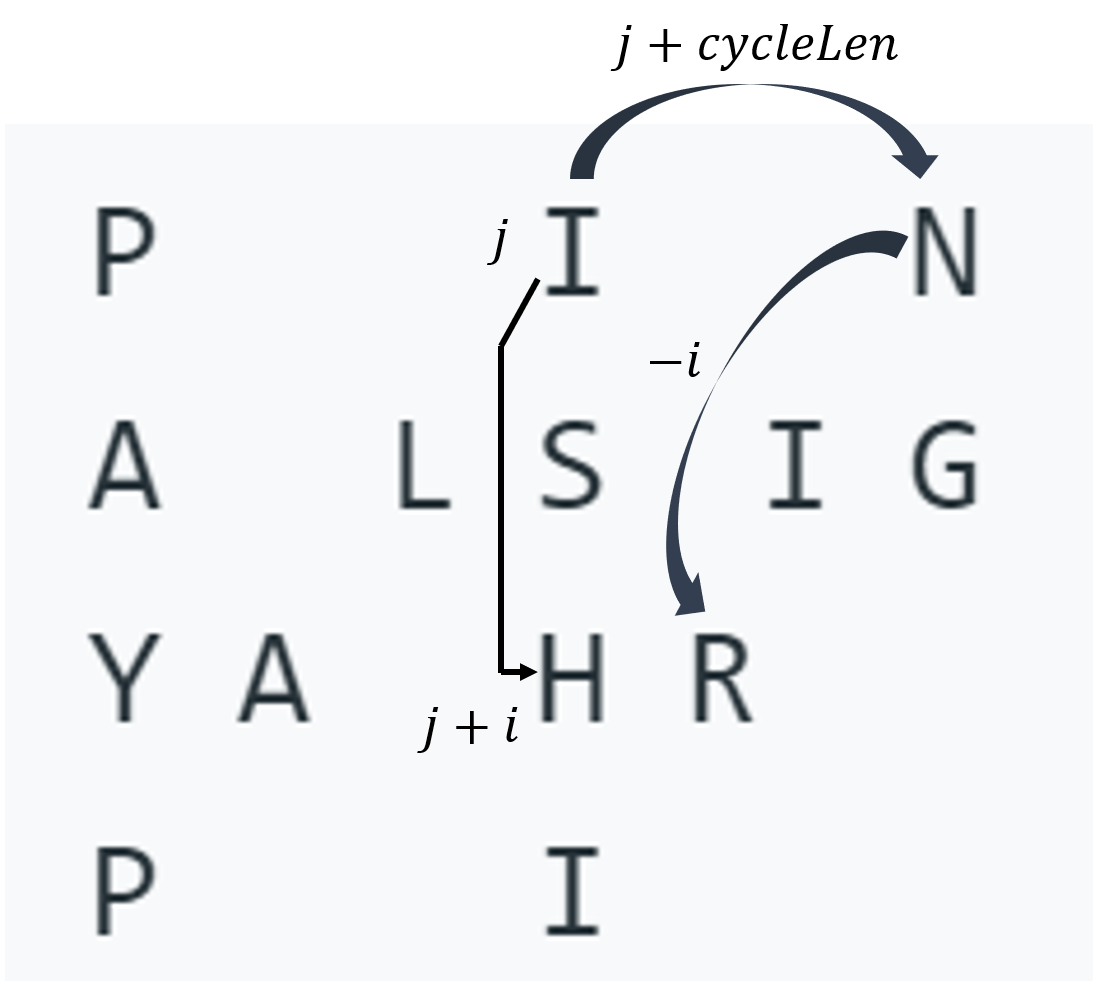 j + cycleLen
P j I N
−i
A L S I G
Y A H R
j + i
P I